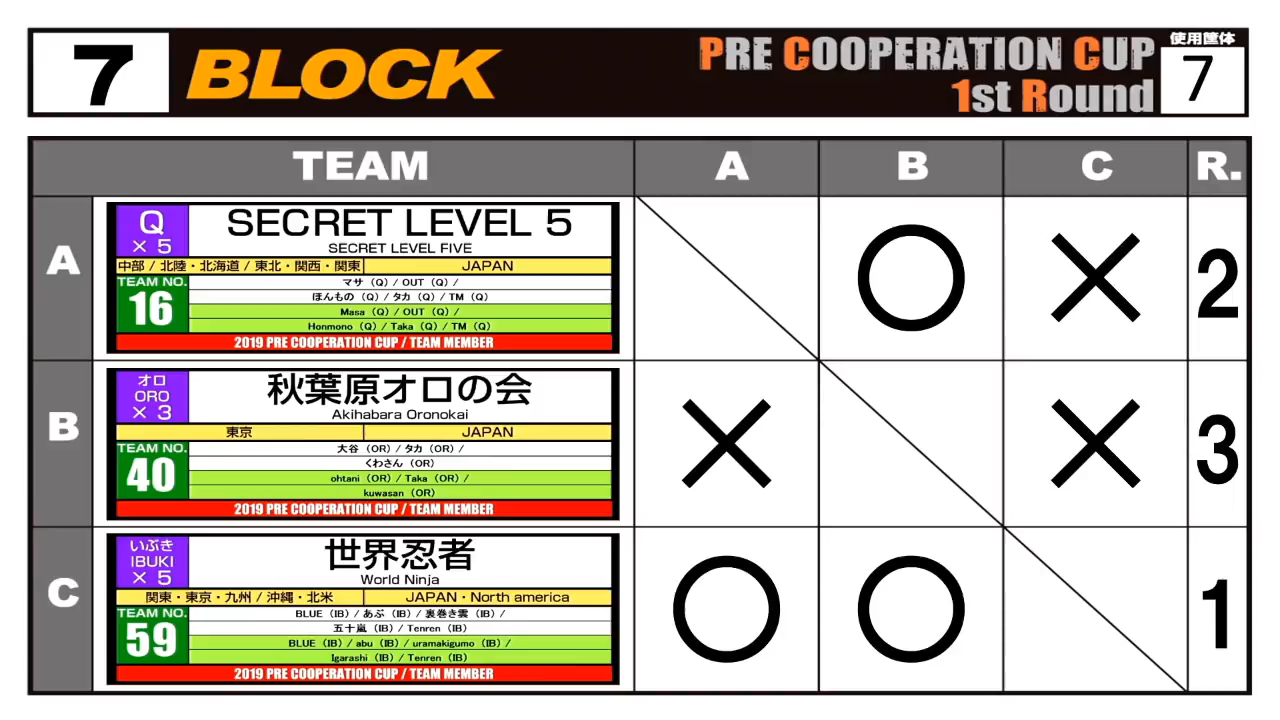 7 BLOCK
PRE COOPERATION CUP
1st Round
使用筐体
7
TEAM A B C R.
A
Q
× 5
SECRET LEVEL 5
SECRET LEVEL FIVE
中部 / 北陸・北海道 / 東北・関西・関東 JAPAN
TEAM NO.
16
マサ（Q）/ OUT（Q）/
ほんもの（Q）/ タカ（Q）/ TM（Q）
Masa（Q）/ OUT（Q）/
Honmono（Q）/ Taka（Q）/ TM（Q）
2019 PRE COOPERATION CUP / TEAM MEMBER
○ × 2
B
オロ
ORO
× 3
秋葉原オロの会
Akihabara Oronokai
東京 JAPAN
TEAM NO.
40
大谷（OR）/ タカ（OR）/
くわさん（OR）
ohtani（OR）/ Taka（OR）/
kuwasan（OR）
2019 PRE COOPERATION CUP / TEAM MEMBER
× × 3
C
いぶき
IBUKI
× 5
世界忍者
World Ninja
関東・東京・九州 / 沖縄・北米 JAPAN・North america
TEAM NO.
59
BLUE（IB）/ あぶ（IB）/ 裏巻き雲（IB）/
五十嵐（IB）/ Tenren（IB）
BLUE（IB）/ abu（IB）/ uramakigumo（IB）/
Igarashi（IB）/ Tenren（IB）
2019 PRE COOPERATION CUP / TEAM MEMBER
○ ○ 1